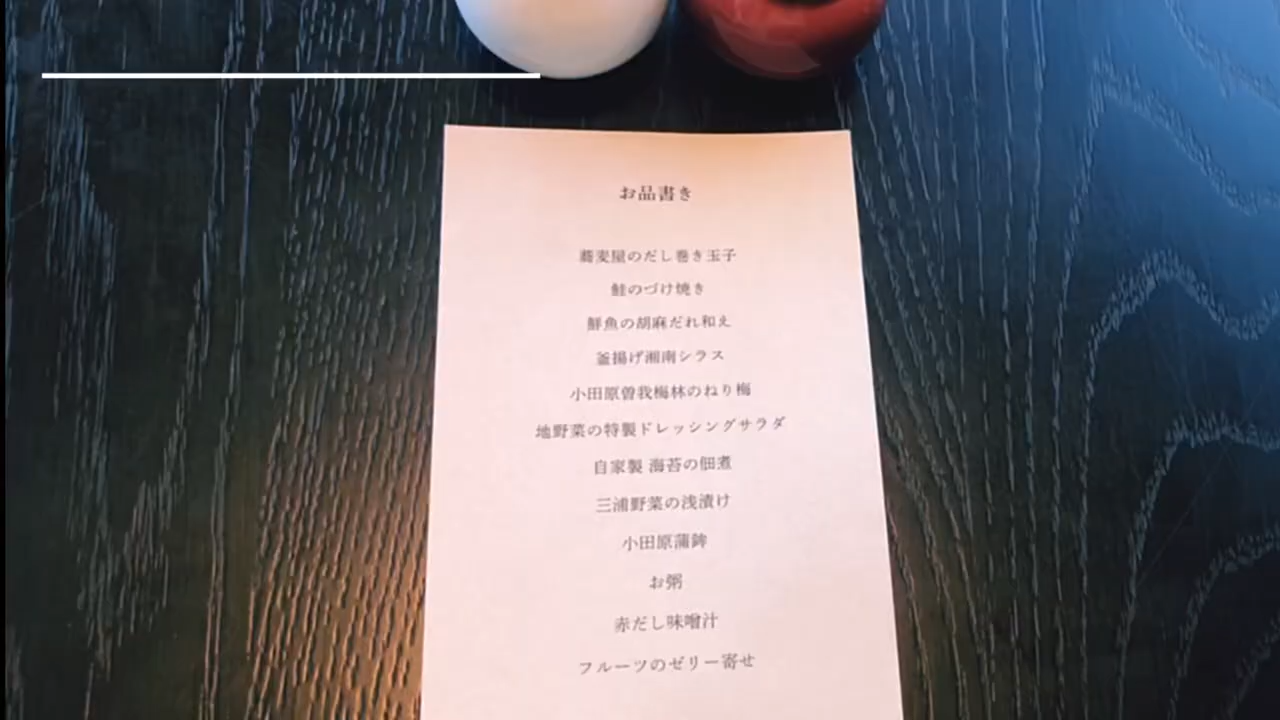 お品書き
蕎麦屋のだし巻き玉子
鮭のづけ焼き
鮮魚の胡麻だれ和え
釜揚げ湘南シラス
小田原曽我梅林のねり梅
地野菜の特製ドレッシングサラダ
自家製 海苔の佃煮
三浦野菜の浅漬け
小田原蒲鉾
お粥
赤だし味噌汁
フルーツのゼリー寄せ